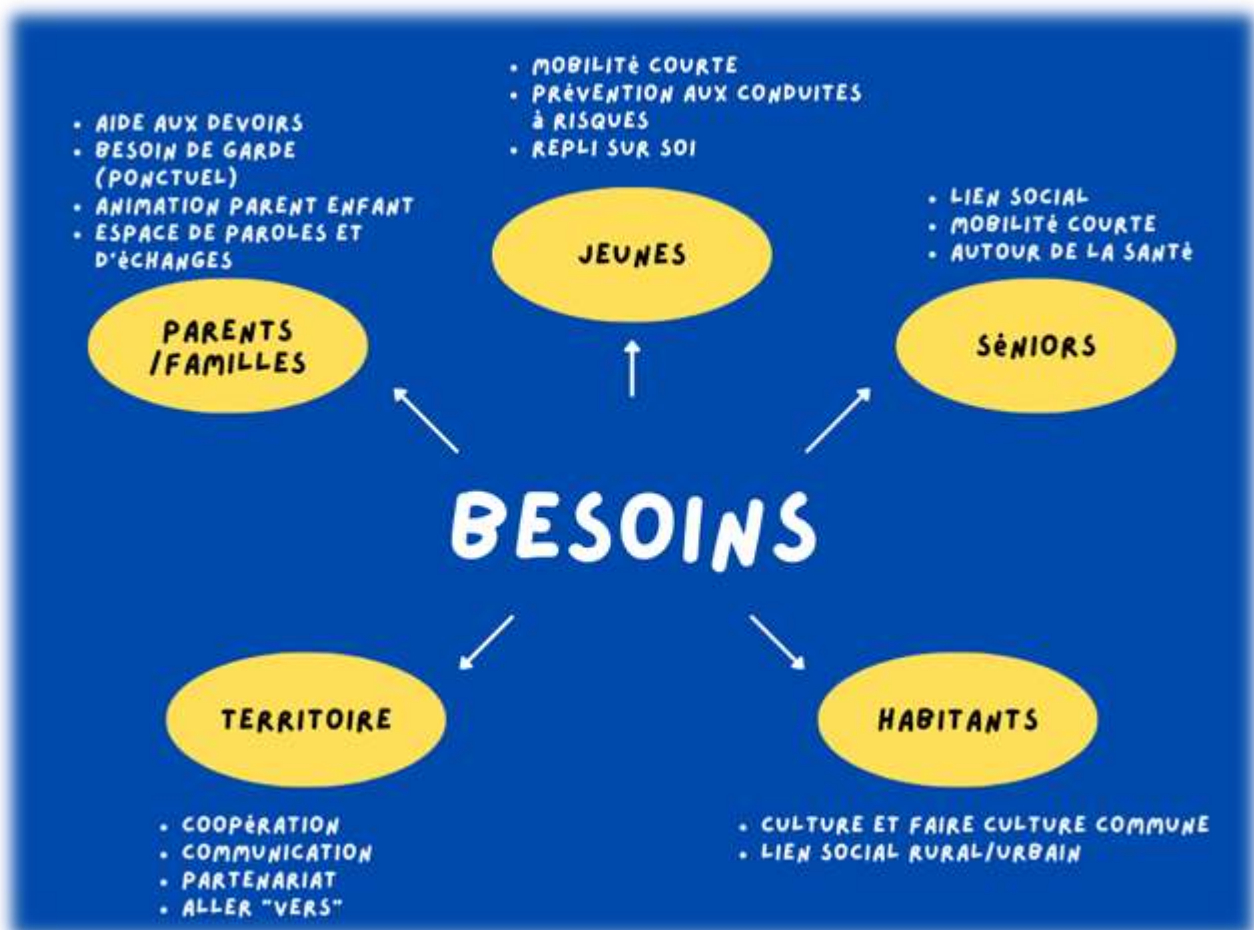 • MOBILITÉ COURTE
• PRÉVENTION AUX CONDUITES
À RISQUES
• REPLI SUR SOI
JEUNES
• AIDE AUX DEVOIRS
• BESOIN DE GARDE
(PONCTUEL)
• ANIMATION PARENT ENFANT
• ESPACE DE PAROLES ET
D'ÉCHANGES
PARENTS
/FAMILLES
• LIEN SOCIAL
• MOBILITÉ COURTE
• AUTOUR DE LA SANTÉ
SÉNIORS
BESOINS
TERRITOIRE
• COOPÉRATION
• COMMUNICATION
• PARTENARIAT
• ALLER "VERS"
HABITANTS
• CULTURE ET FAIRE CULTURE COMMUNE
• LIEN SOCIAL RURAL/URBAIN